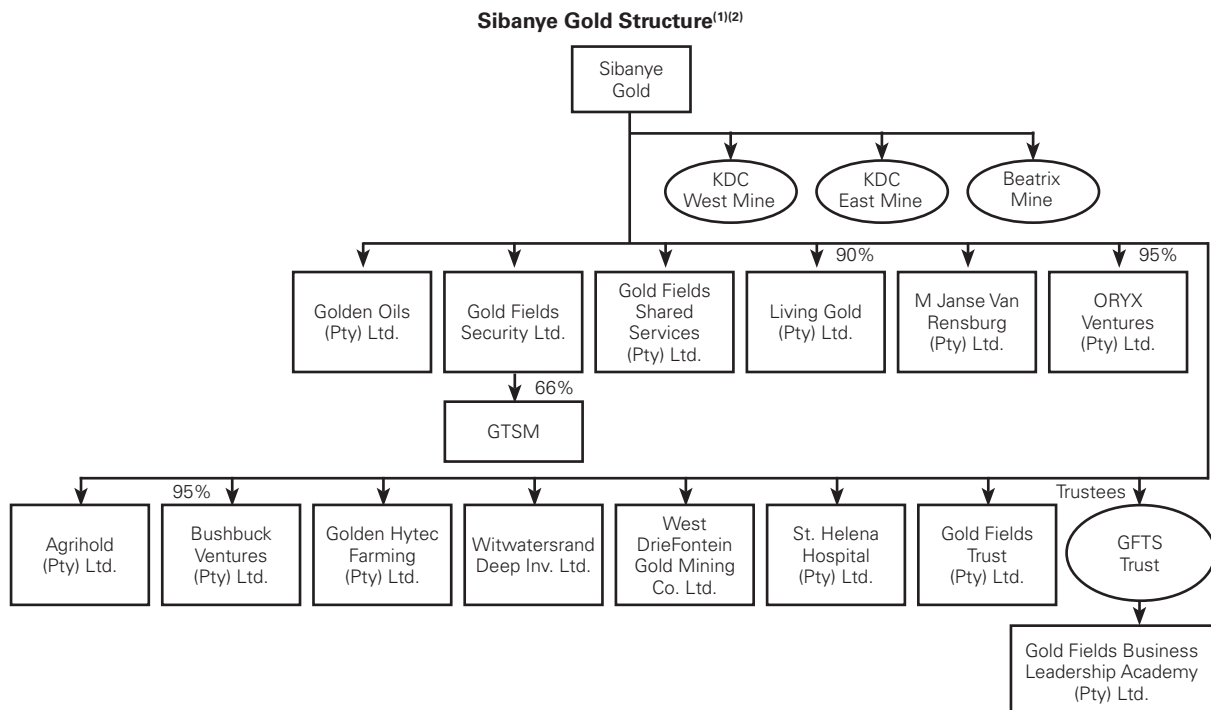 Sibanye Gold Structure(1)(2)
Sibanye
Gold
KDC
West Mine
KDC
East Mine
Beatrix
Mine
90%
95%
Golden Oils
(Pty) Ltd.
Gold Fields
Security Ltd.
Gold Fields
Shared
Services
(Pty) Ltd.
Living Gold
(Pty) Ltd.
M Janse Van
Rensburg
(Pty) Ltd.
ORYX
Ventures
(Pty) Ltd.
66%
GTSM
95%
Trustees
Agrihold
(Pty) Ltd.
Bushbuck
Ventures
(Pty) Ltd.
Golden Hytec
Farming
(Pty) Ltd.
Witwatersrand
Deep Inv. Ltd.
West
DrieFontein
Gold Mining
Co. Ltd.
St. Helena
Hospital
(Pty) Ltd.
Gold Fields
Trust
(Pty) Ltd.
GFTS
Trust
Gold Fields Business
Leadership Academy
(Pty) Ltd.